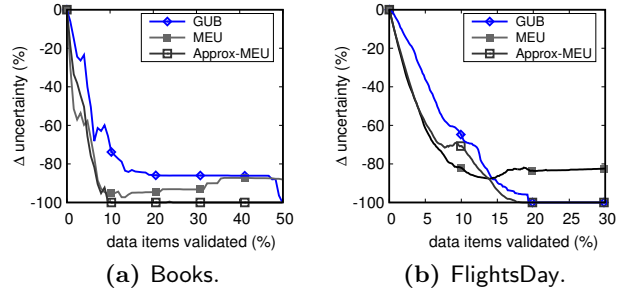 GUB
MEU
Approx-MEU
Δ uncertainty (%)
0
-20
-40
-60
-80
-100
0 10 20 30 40 50
data items validated (%)
(a) Books.
GUB
MEU
Approx-MEU
Δ uncertainty (%)
0
-20
-40
-60
-80
-100
0 5 10 15 20 25 30
data items validated (%)
(b) FlightsDay.